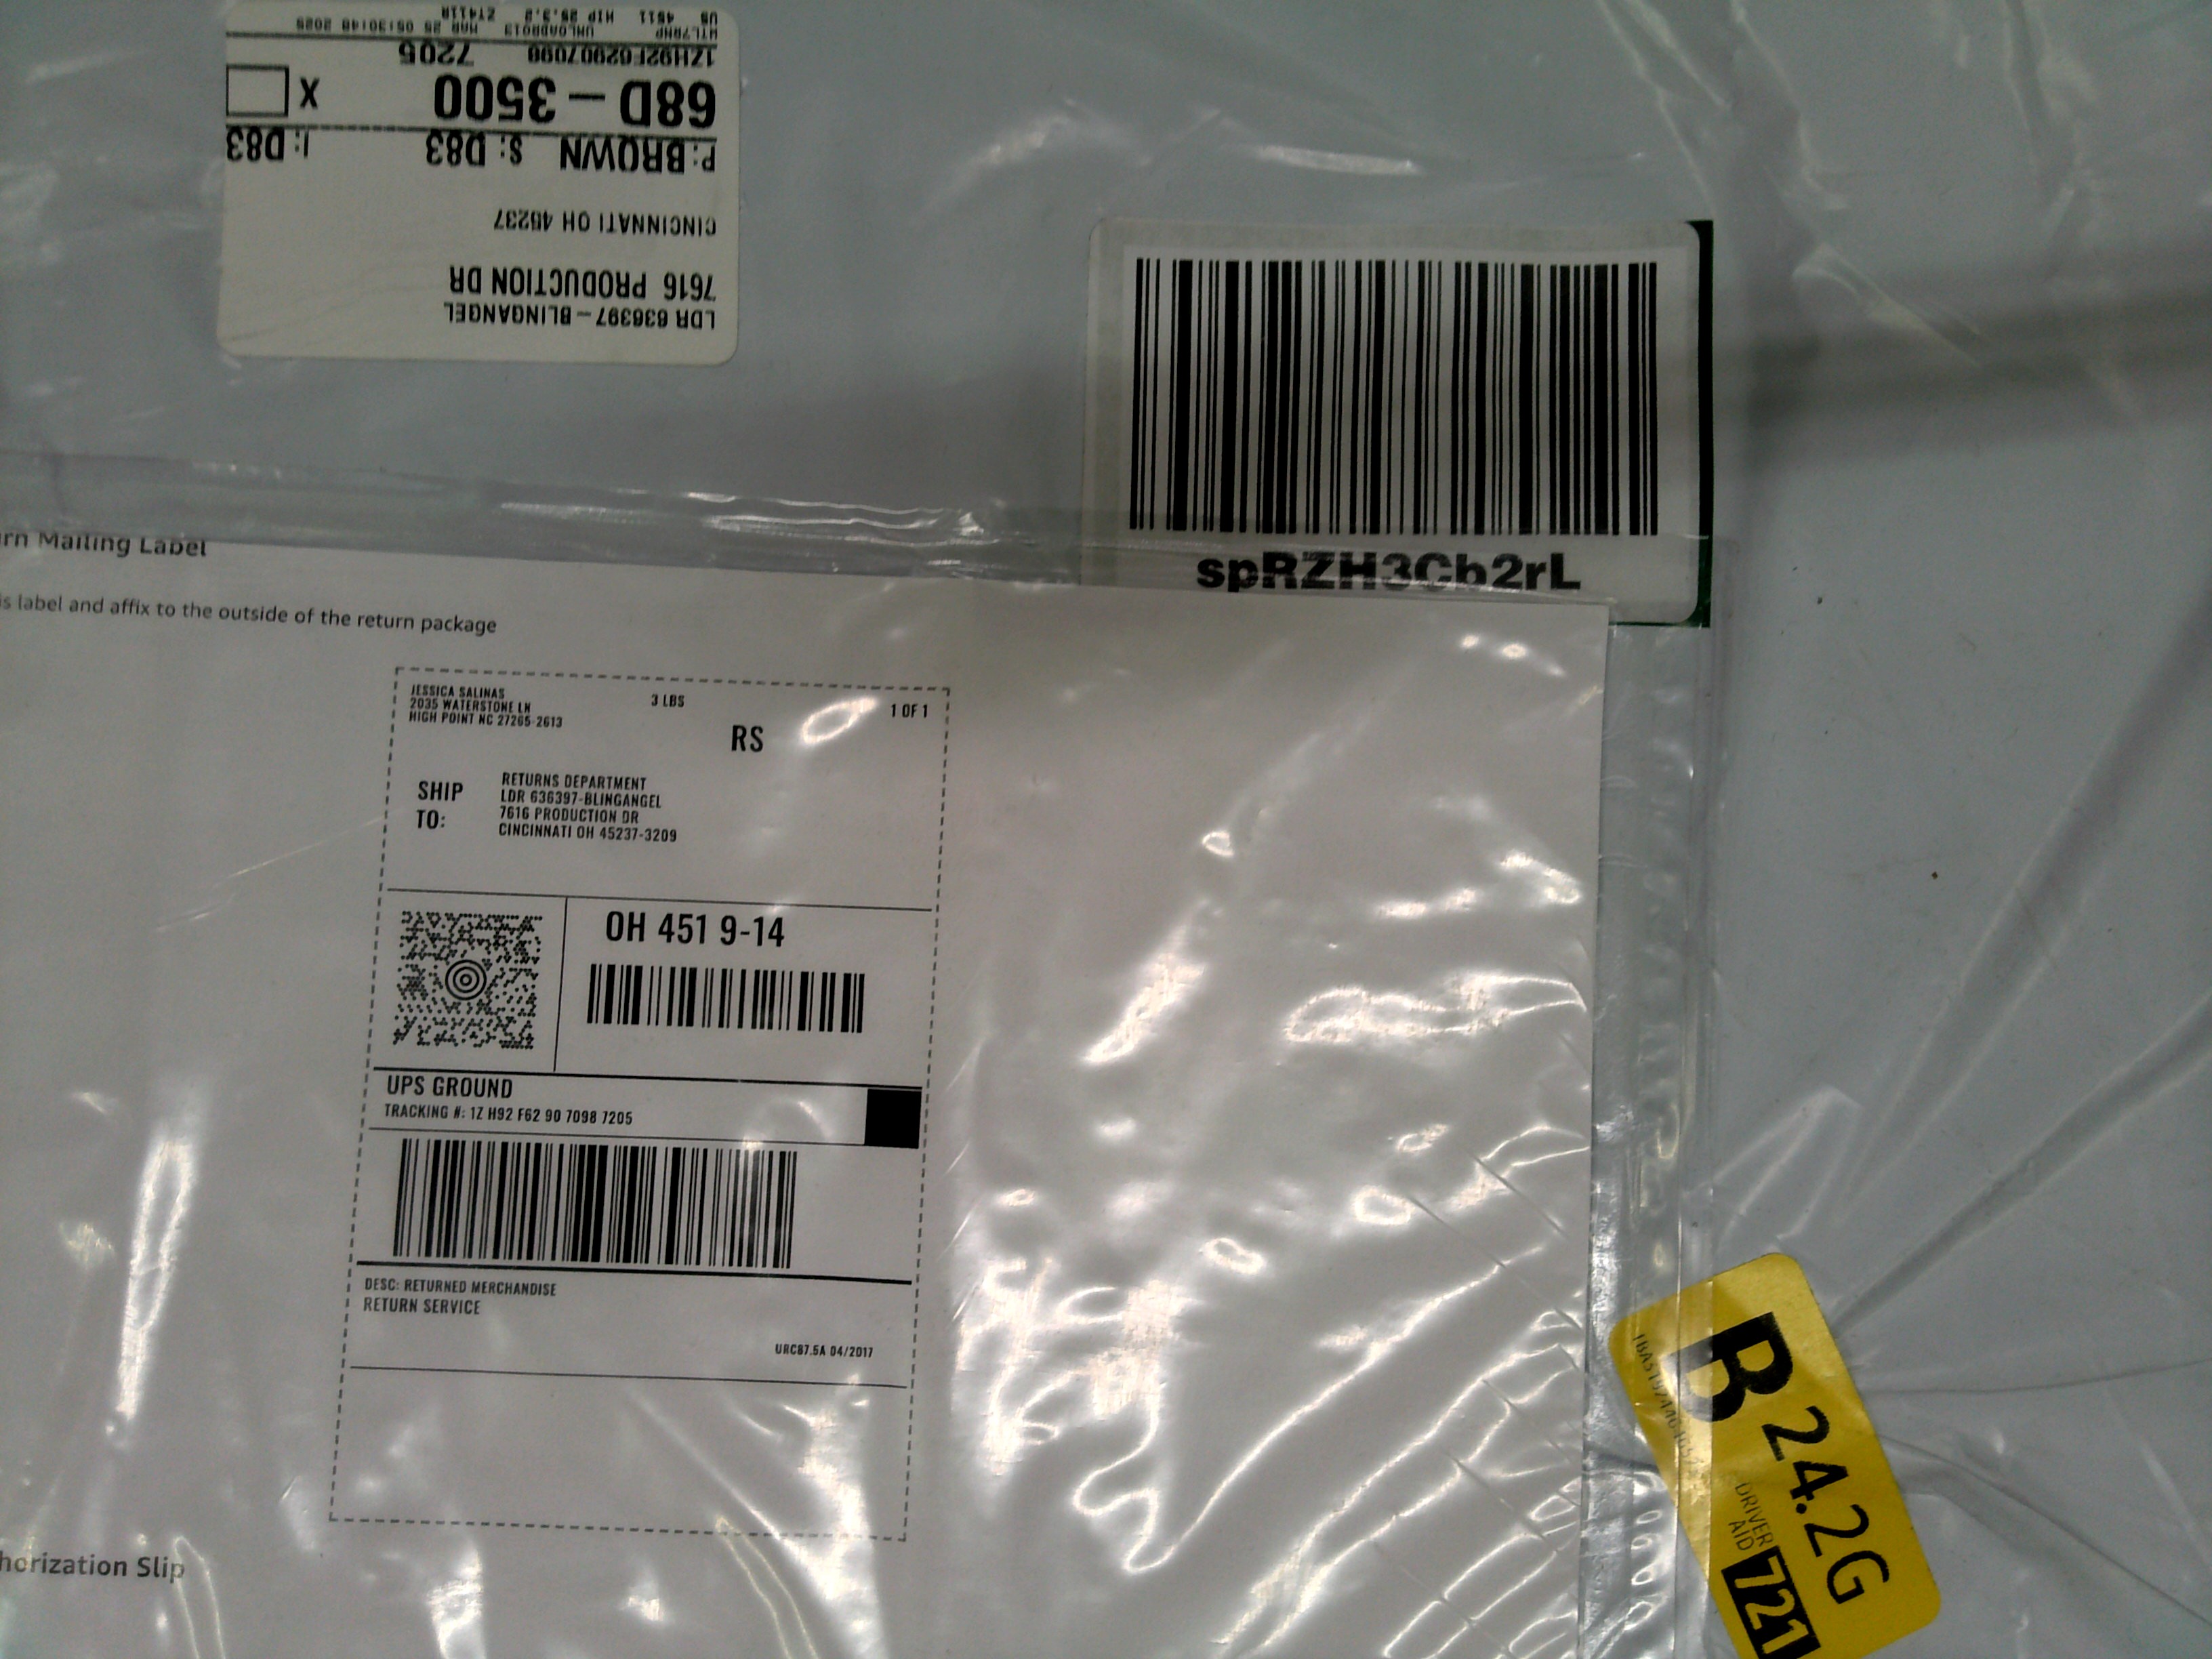 LDR 636397-BLINGANGEL
7616 PRODUCTION DR
CINCINNATI OH 45237
P: BROWN S: D83 I: D83
68D-3500 X
1ZH92F62907098 7205
UNLOADR013 MAR 25 05:30:48 2025
US 4511 HIP 25.3.2 ZT411R
spRZH3Cb2rL
rn Mailing Label
is label and affix to the outside of the return package
JESSICA SALINAS
2035 WATERSTONE LN
HIGH POINT NC 27265-2613
3 LBS
1 OF 1
RS
SHIP TO:
RETURNS DEPARTMENT
LDR 636397-BLINGANGEL
7616 PRODUCTION DR
CINCINNATI OH 45237-3209
OH 451 9-14
UPS GROUND
TRACKING #: 1Z H92 F62 90 7098 7205
DESC: RETURNED MERCHANDISE
RETURN SERVICE
URC87.5A 04/2017
horization Slip
B 24.2G
DRIVER
AID
721